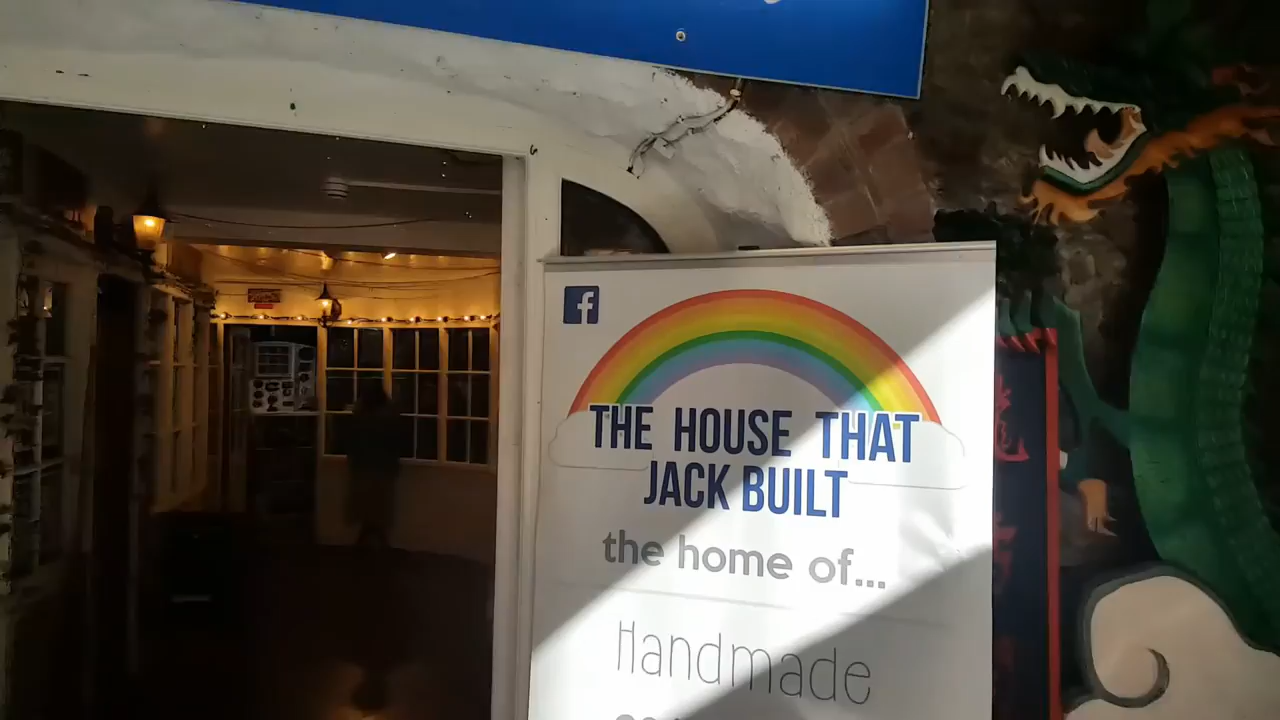 f
THE HOUSE THAT
JACK BUILT
the home of...
Handmade